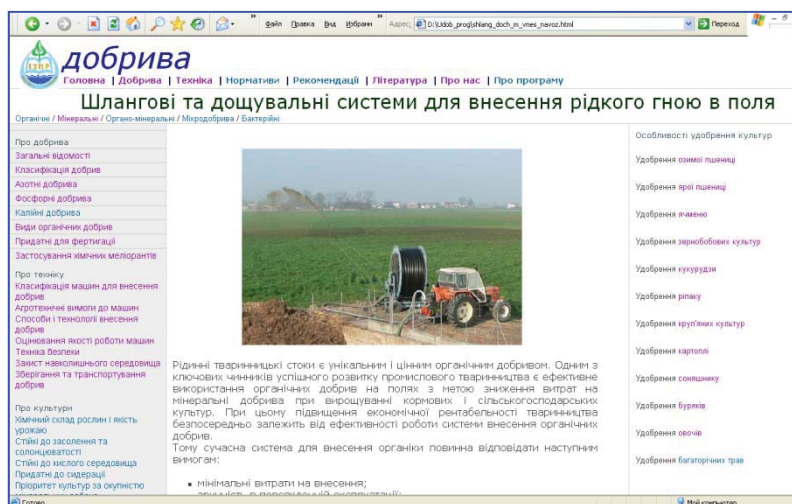 Файл Правка Вид Избранн Адрес D:\Udob_prog\shlang_doch_m_vnes_navoz.html Переход
добрива
Головна | Добрива | Техніка | Нормативи | Рекомендації | Література | Про нас | Про програму
Шлангові та дощувальні системи для внесення рідкого гною в поля
Органічні / Мінеральні / Органо-мінеральні / Мікродобрива / Бактерійні
Про добрива
Загальні відомості
Класифікація добрив
Азотні добрива
Фосфорні добрива
Калійні добрива
Види органічних добрив
Придатні для фертигації
Застосування хімічних меліорантів
Про техніку
Класифікація машин для внесення
добрив
Агротехнічні вимоги до машин
Способи і технології внесення
добрив
Оцінювання якості роботи машин
Техніка безпеки
Захист навколишнього середовища
Зберігання та транспортування
добрив
Про культури
Хімічний склад рослин і якість
урожаю
Стійкі до засолення та
солонцюватості
Стійкі до кислого середовища
Придатні до сидерації
Пріоритет культур за окупністю
Рідинні тваринницькі стоки є унікальним і цінним органічним добривом. Одним з
ключових чинників успішного розвитку промислового тваринництва є ефективне
використання органічних добрив на полях з метою зниження витрат на
мінеральні добрива при вирощуванні кормових і сільськогосподарських
культур. При цьому підвищення економічної рентабельності тваринництва
безпосередньо залежить від ефективності роботи системи внесення органічних
добрив.
Тому сучасна система для внесення органіки повинна відповідати наступним
вимогам:
▪ мінімальні витрати на внесення;
Особливості удобрення культур
Удобрення озимої пшениці
Удобрення ярої пшениці
Удобрення ячменю
Удобрення зернобобових культур
Удобрення кукурудзи
Удобрення ріпаку
Удобрення круп'яних культур
Удобрення картоплі
Удобрення соняшнику
Удобрення буряків
Удобрення овочів
Удобрення багаторічних трав
Готово
Мой компьютер